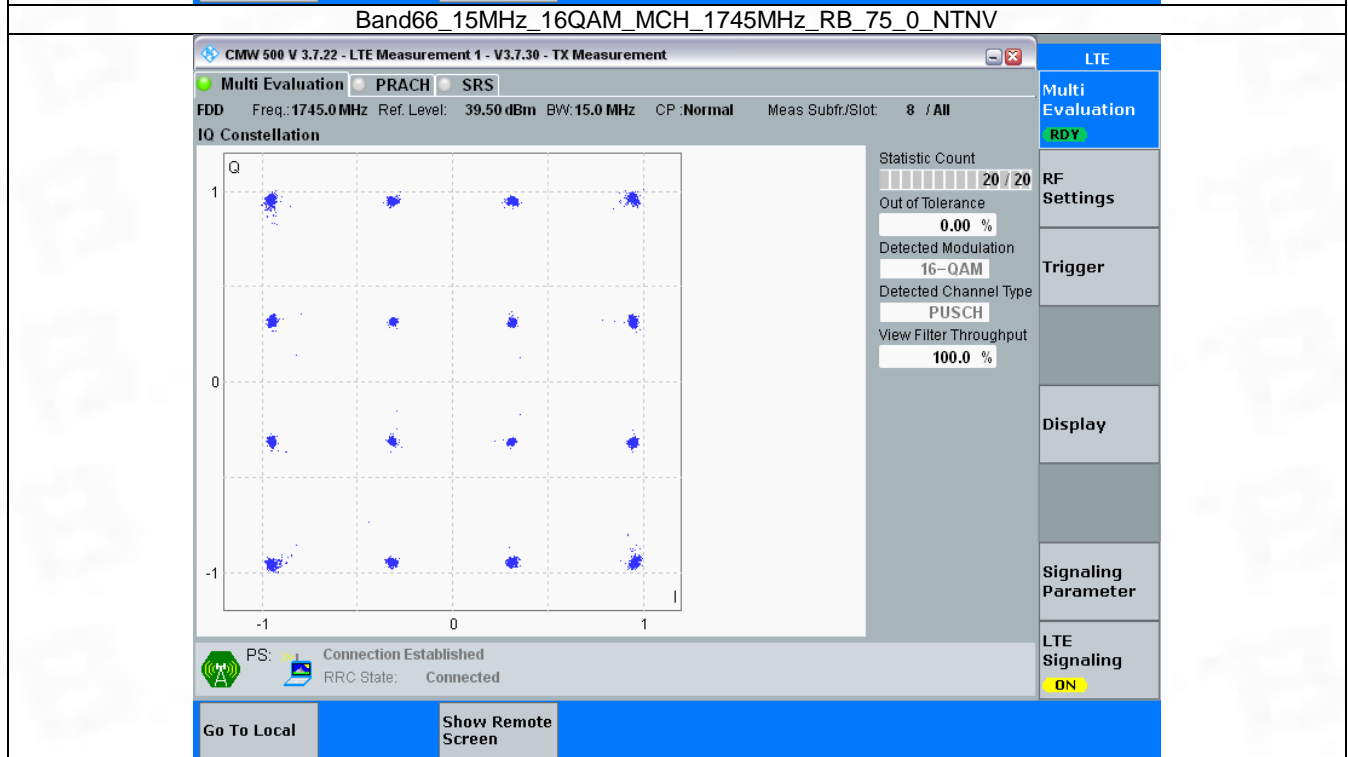 Band66_15MHz_16QAM_MCH_1745MHz_RB_75_0_NTNV
CMW 500 V 3.7.22 - LTE Measurement 1 - V3.7.30 - TX Measurement
LTE
Multi Evaluation PRACH SRS
FDD Freq.:1745.0 MHz Ref. Level: 39.50 dBm BW:15.0 MHz CP :Normal Meas Subfr./Slot: 8 / All
IQ Constellation
Q
1
0
-1
I
-1 0 1
Statistic Count
20 / 20
Out of Tolerance
0.00 %
Detected Modulation
16-QAM
Detected Channel Type
PUSCH
View Filter Throughput
100.0 %
Multi
Evaluation
RDY
RF
Settings
Trigger
Display
Signaling
Parameter
LTE
Signaling
ON
PS: Connection Established
RRC State: Connected
Go To Local
Show Remote
Screen